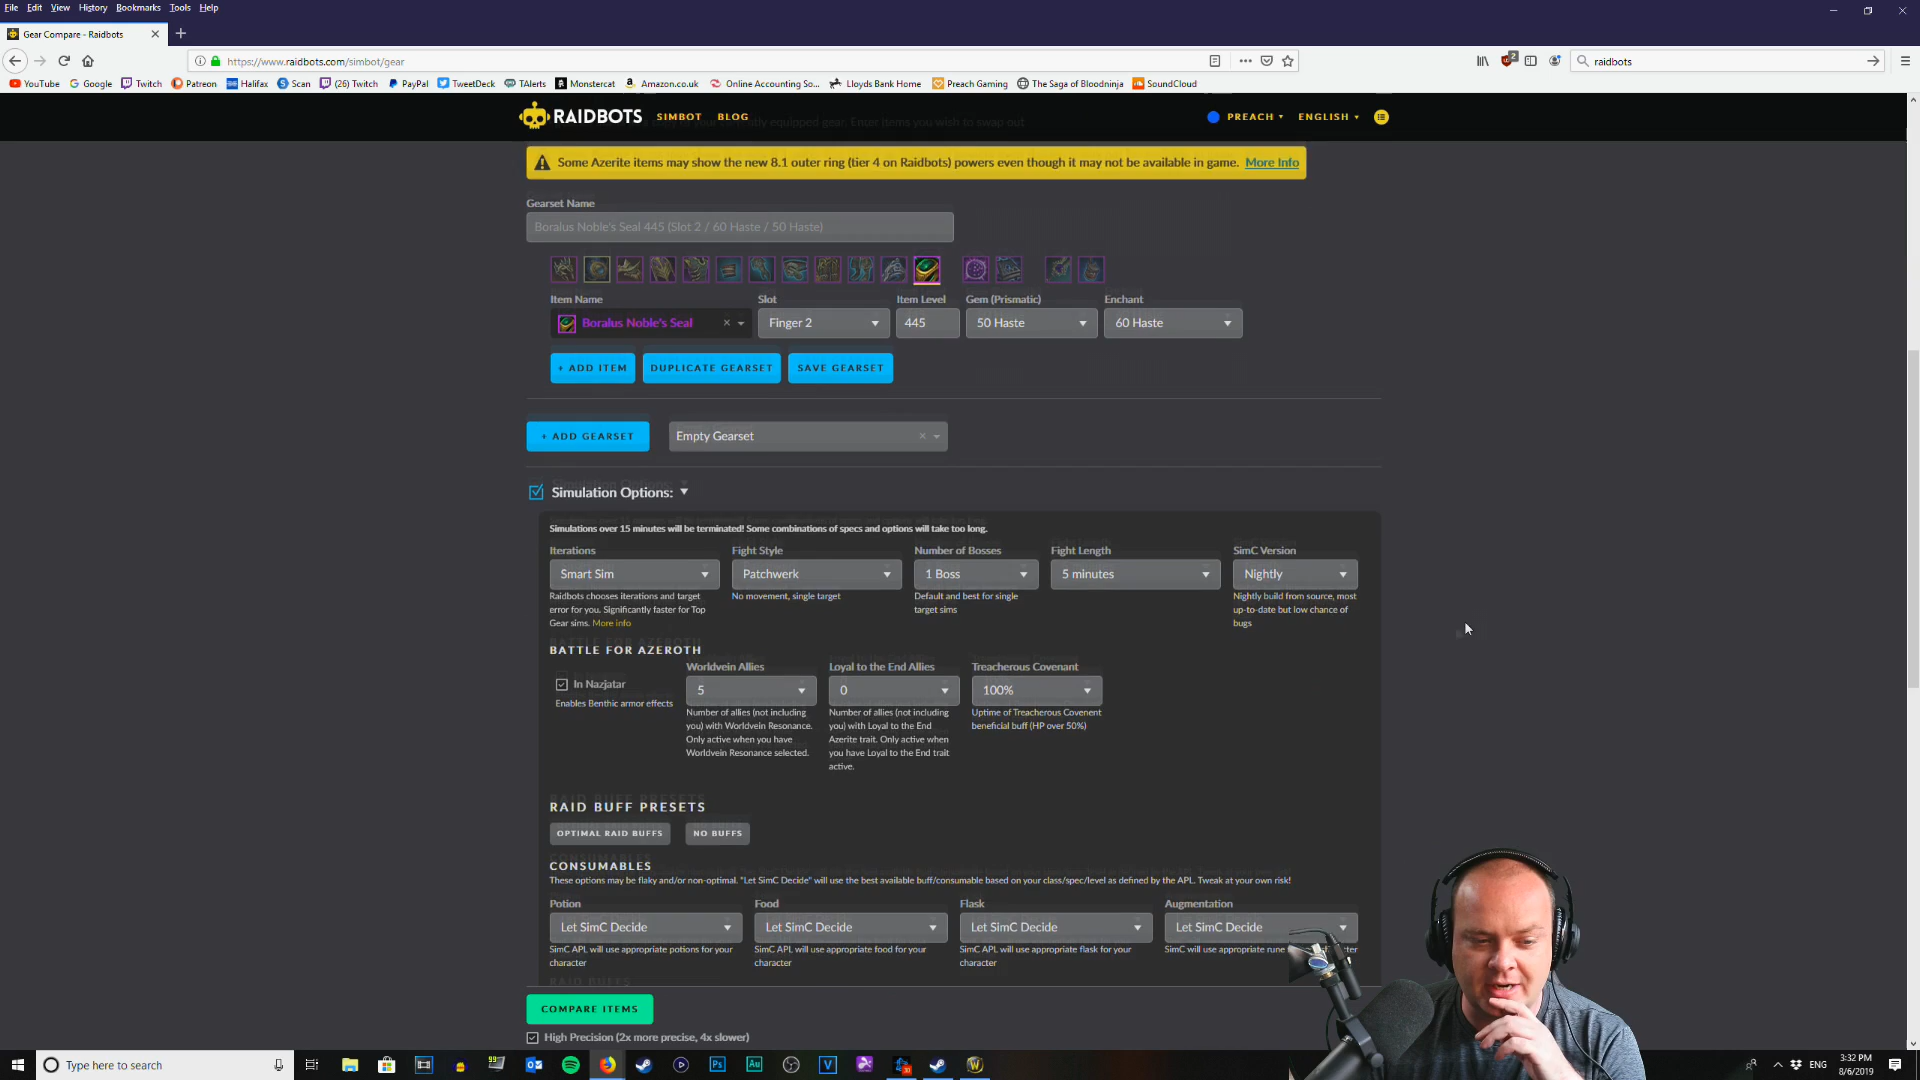 File Edit View History Bookmarks Tools Help
Gear Compare - Raidbots
https://www.raidbots.com/simbot/gear
2
raidbots
YouTube Google Twitch Patreon Halifax Scan (26) Twitch PayPal TweetDeck TAlerts Monstercat Amazon.co.uk Online Accounting So... Lloyds Bank Home Preach Gaming The Saga of Bloodninja SoundCloud
RAIDBOTS SIMBOT BLOG PREACH ENGLISH
Some Azerite items may show the new 8.1 outer ring (tier 4 on Raidbots) powers even though it may not be available in game. More Info
Gearset Name
Boralus Noble's Seal 445 (Slot 2 / 60 Haste / 50 Haste)
Item Name Slot Item Level Gem (Prismatic) Enchant
Boralus Noble's Seal Finger 2 445 50 Haste 60 Haste
+ ADD ITEM DUPLICATE GEARSET SAVE GEARSET
+ ADD GEARSET Empty Gearset
Simulation Options:
Simulations over 15 minutes will be terminated! Some combinations of specs and options will take too long.
Iterations Fight Style Number of Bosses Fight Length SimC Version
Smart Sim Patchwerk 1 Boss 5 minutes Nightly
Raidbots chooses iterations and target error for you. Significantly faster for Top Gear sims. More info
No movement, single target
Default and best for single target sims
Nightly build from source, most up-to-date but low chance of bugs
BATTLE FOR AZEROTH
In Nazjatar
Enables Benthic armor effects
Worldvein Allies
5
Number of allies (not including you) with Worldvein Resonance. Only active when you have Worldvein Resonance selected.
Loyal to the End Allies
0
Number of allies (not including you) with Loyal to the End Azerite trait. Only active when you have Loyal to the End trait active.
Treacherous Covenant
100%
Uptime of Treacherous Covenent beneficial buff (HP over 50%)
RAID BUFF PRESETS
OPTIMAL RAID BUFFS NO BUFFS
CONSUMABLES
These options may be flaky and/or non-optimal. "Let SimC Decide" will use the best available buff/consumable based on your class/spec/level as defined by the APL. Tweak at your own risk!
Potion Food Flask Augmentation
Let SimC Decide Let SimC Decide Let SimC Decide Let SimC Decide
SimC APL will use appropriate potions for your character
SimC APL will use appropriate food for your character
SimC APL will use appropriate flask for your character
SimC will use appropriate rune
COMPARE ITEMS
High Precision (2x more precise, 4x slower)
Type here to search
ENG
3:32 PM
8/6/2019